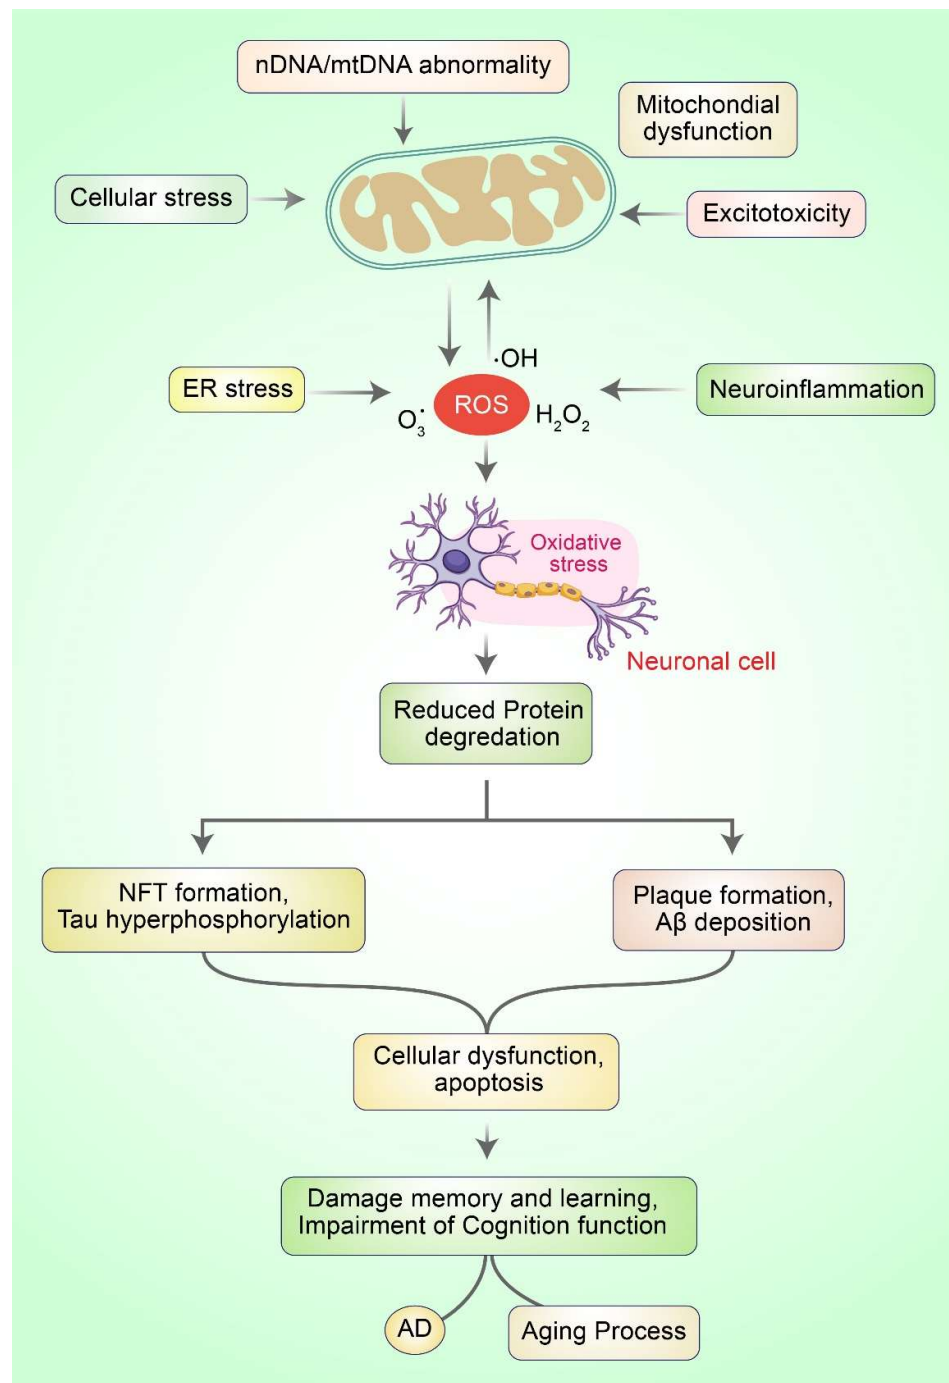 nDNA/mtDNA abnormality
Mitochondial
dysfunction
Cellular stress
Excitotoxicity
·OH
ER stress
ROS
Neuroinflammation
O₃·
H₂O₂
Oxidative
stress
Neuronal cell
Reduced Protein
degredation
NFT formation,
Tau hyperphosphorylation
Plaque formation,
Aβ deposition
Cellular dysfunction,
apoptosis
Damage memory and learning,
Impairment of Cognition function
AD
Aging Process